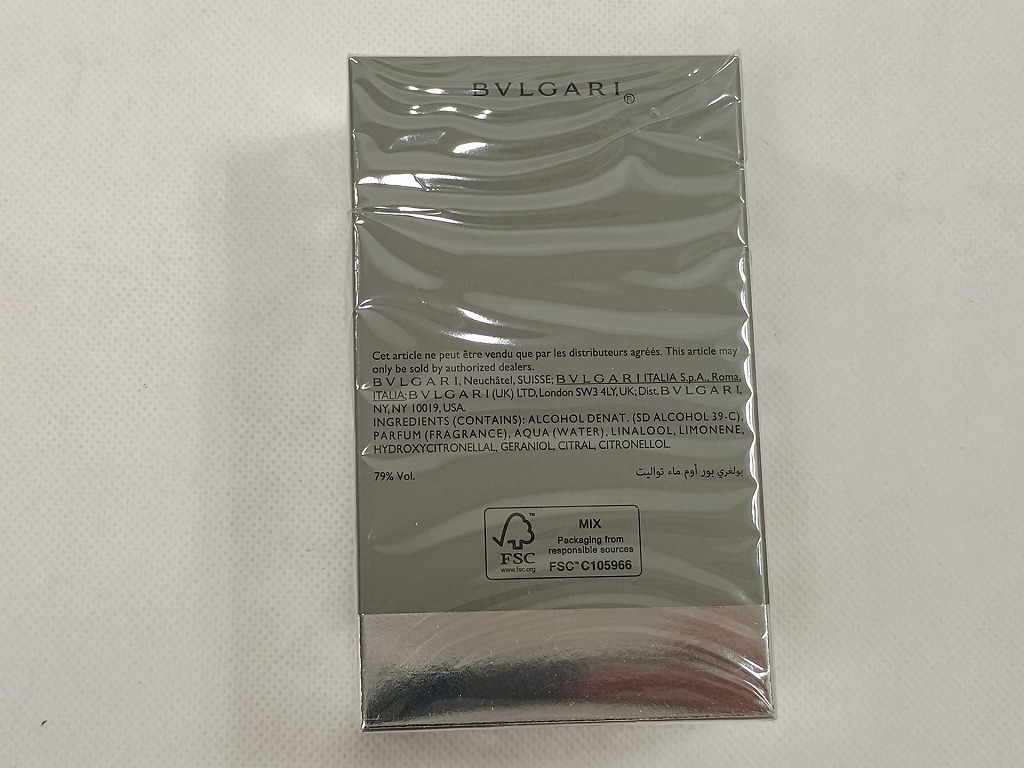 BVLGARI®
Cet article ne peut être vendu que par les distributeurs agréés. This article may
only be sold by authorized dealers.
BVLGARI, Neuchâtel, SUISSE; BVLGARI ITALIA S.p.A., Roma,
ITALIA; BVLGARI (UK) LTD, London SW3 4LY, UK; Dist. BVLGARI,
NY, NY 10019, USA.
INGREDIENTS (CONTAINS): ALCOHOL DENAT. (SD ALCOHOL 39-C),
PARFUM (FRAGRANCE), AQUA (WATER), LINALOOL, LIMONENE,
HYDROXYCITRONELLAL, GERANIOL, CITRAL, CITRONELLOL
79% Vol.
بولغري بور أوم ماء تواليت
FSC™
www.fsc.org
MIX
Packaging from
responsible sources
FSC™ C105966